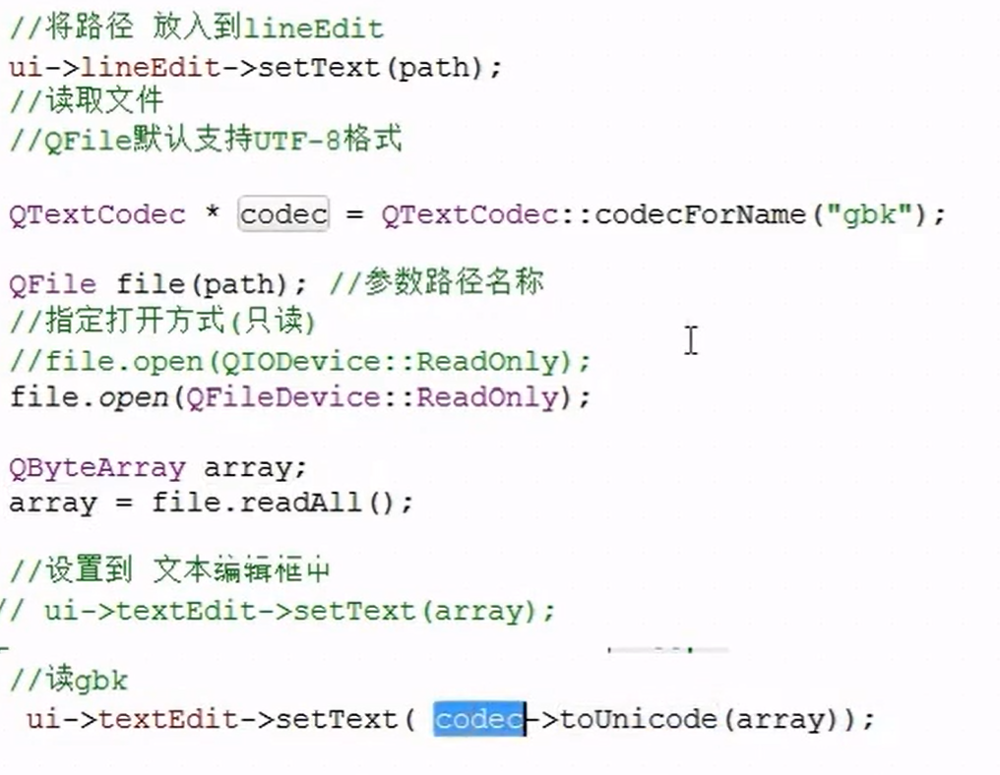 //将路径 放入到lineEdit
ui->lineEdit->setText(path);
//读取文件
//QFile默认支持UTF-8格式
QTextCodec * codec = QTextCodec::codecForName("gbk");
QFile file(path); //参数路径名称
//指定打开方式(只读)
//file.open(QIODevice::ReadOnly);
file.open(QFileDevice::ReadOnly);
QByteArray array;
array = file.readAll();
//设置到 文本编辑框中
// ui->textEdit->setText(array);
//读gbk
ui->textEdit->setText( codec->toUnicode(array));